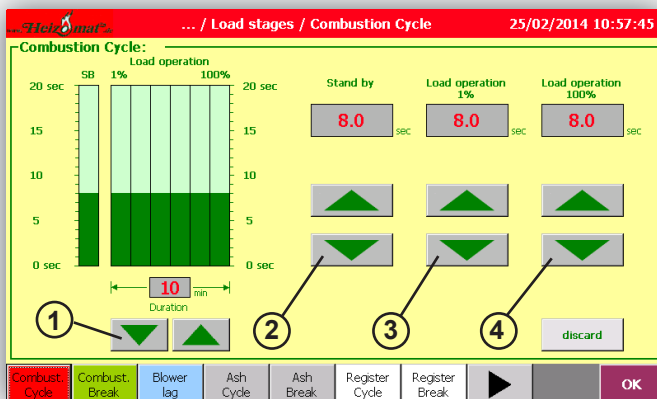 Heizomat
... / Load stages / Combustion Cycle
25/02/2014 10:57:45
Combustion Cycle:
Load operation
SB 1% 100%
20 sec 20 sec
15 15
10 10
5 5
0 sec 0 sec
10 min
Duration
Stand by
8.0 sec
Load operation
1%
8.0 sec
Load operation
100%
8.0 sec
1
2
3
4
discard
Combust.
Cycle
Combust.
Break
Blower
lag
Ash
Cycle
Ash
Break
Register
Cycle
Register
Break
OK